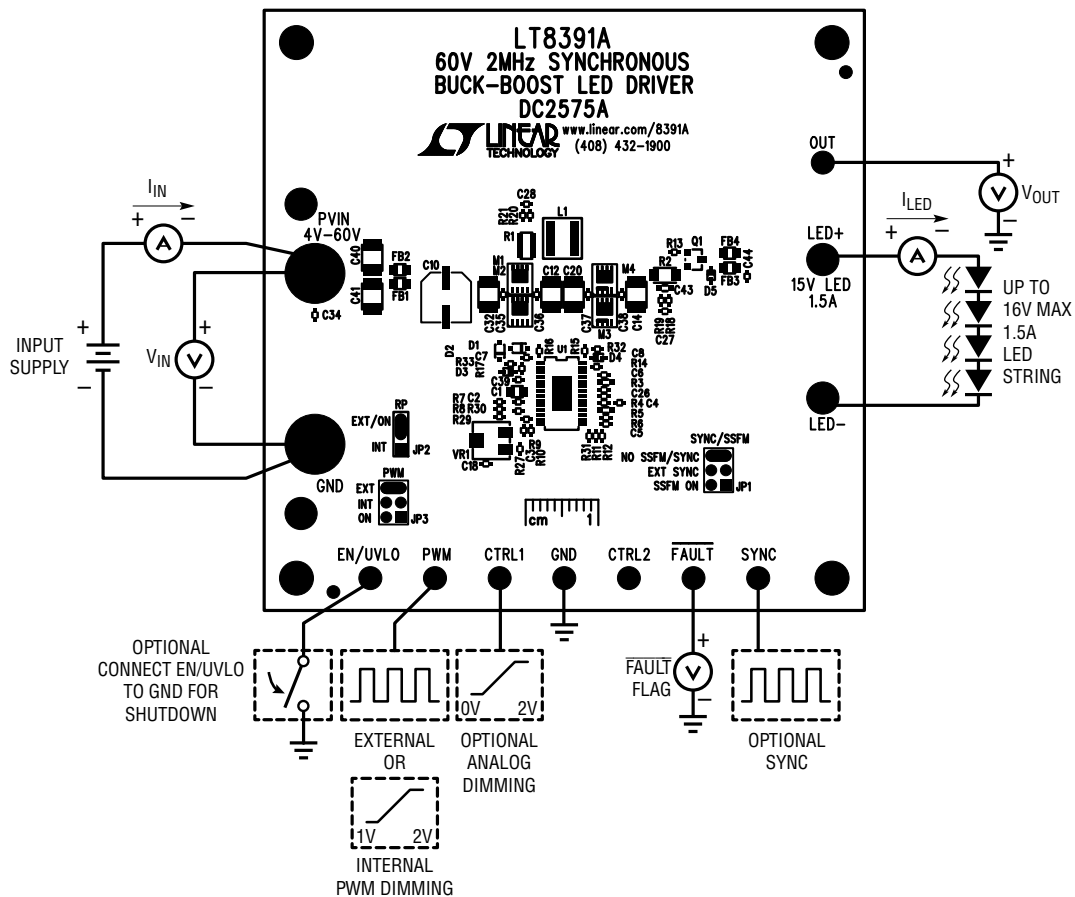 LT8391A
60V 2MHz SYNCHRONOUS
BUCK-BOOST LED DRIVER
DC2575A
LINEAR
TECHNOLOGY
www.linear.com/8391A
(408) 432-1900
OUT
+
VOUT
–
IIN
+ –
A
PVIN
4V-60V
ILED
+ –
A
LED+
15V LED
1.5A
UP TO
16V MAX
1.5A
LED
STRING
LED-
INPUT
SUPPLY
+
–
VIN
+
V
–
GND
C28
R21
R20
L1
R1
C40
C41
FB2
FB1
C34
C10
M1
M2
C32
C35
C36
C12
C20
C37
C38
M4
M3
C14
R2
C43
R13
Q1
D5
FB4
FB3
C44
R19
R18
C27
D2
D1
C7
R33
D3
R17
C39
C1
R16
U1
R15
R32
D4
C8
R14
C6
R3
C26
R4 C4
R5
R6
C5
R7 C2
R8 R30
R29
VR1
C18
R27
C3
R9
R10
R31
R11
R12
RP
EXT/ON
INT
JP2
PWM
EXT
INT
ON
JP3
SYNC/SSFM
NO SSFM/SYNC
EXT SYNC
SSFM ON
JP1
cm 1
EN/UVLO
PWM
CTRL1
GND
CTRL2
FAULT
SYNC
OPTIONAL
CONNECT EN/UVLO
TO GND FOR
SHUTDOWN
EXTERNAL
OR
1V 2V
INTERNAL
PWM DIMMING
0V 2V
OPTIONAL
ANALOG
DIMMING
FAULT
FLAG
+
V
–
OPTIONAL
SYNC